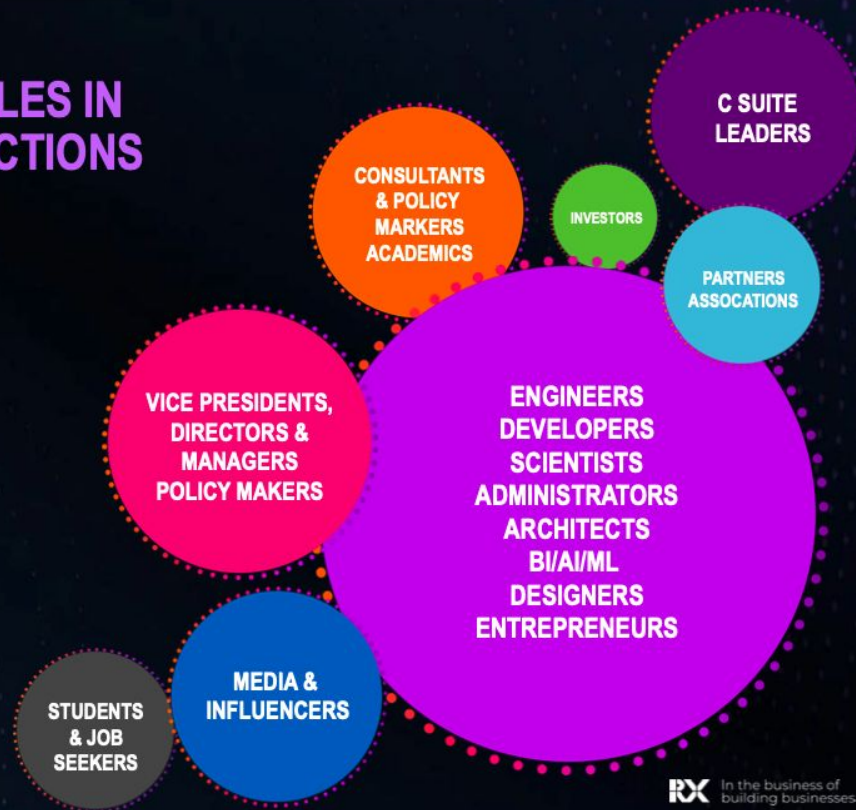 LES IN
CTIONS
C SUITE
LEADERS
CONSULTANTS
& POLICY
MARKERS
ACADEMICS
INVESTORS
PARTNERS
ASSOCATIONS
VICE PRESIDENTS,
DIRECTORS &
MANAGERS
POLICY MAKERS
ENGINEERS
DEVELOPERS
SCIENTISTS
ADMINISTRATORS
ARCHITECTS
BI/AI/ML
DESIGNERS
ENTREPRENEURS
MEDIA &
INFLUENCERS
STUDENTS
& JOB
SEEKERS
RX In the business of
building businesses